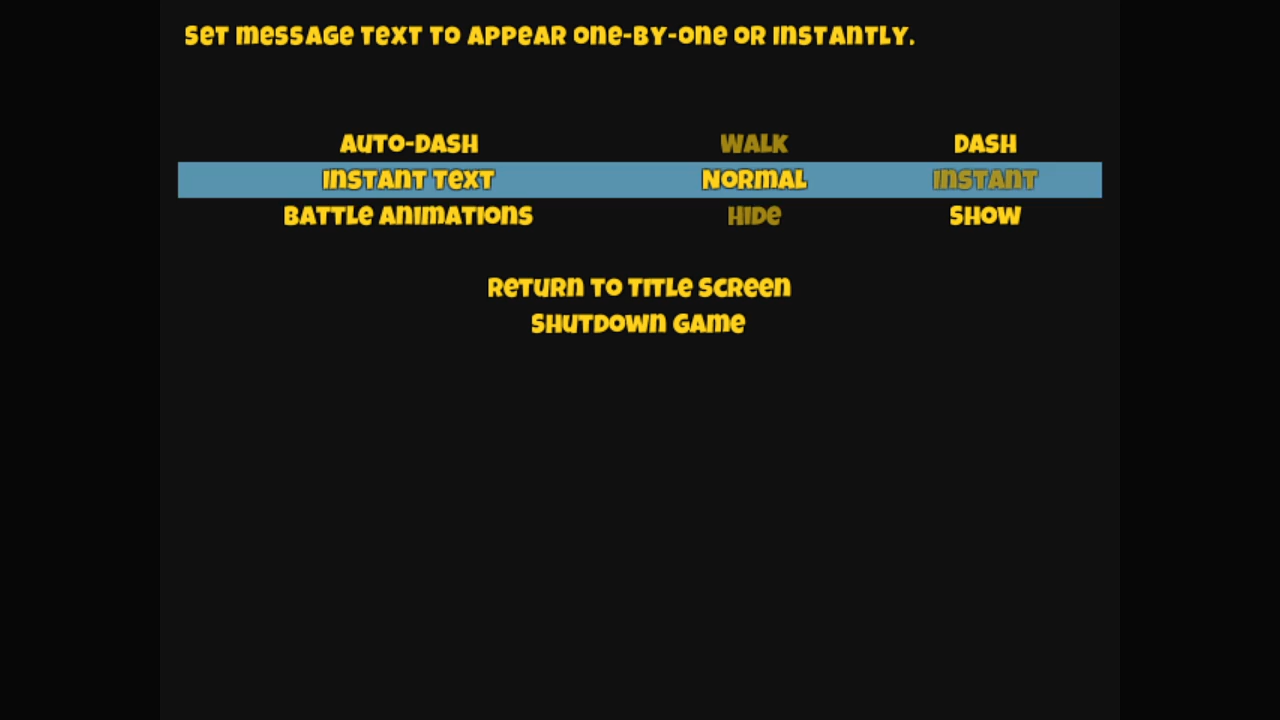 Set message text to appear one-by-one or instantly.
Auto-Dash Walk Dash
Instant Text Normal Instant
Battle Animations Hide Show
Return to Title Screen
Shutdown Game